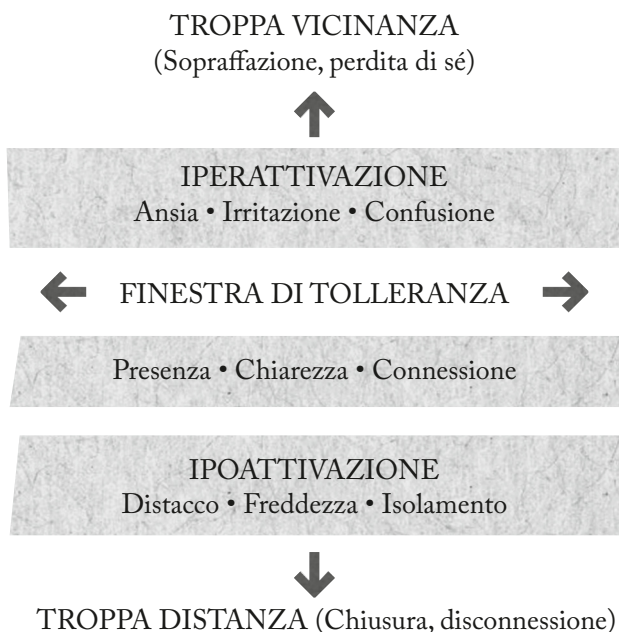 TROPPA VICINANZA
(Sopraffazione, perdita di sé)
IPERATTIVAZIONE
Ansia • Irritazione • Confusione
FINESTRA DI TOLLERANZA
Presenza • Chiarezza • Connessione
IPOATTIVAZIONE
Distacco • Freddezza • Isolamento
TROPPA DISTANZA (Chiusura, disconnessione)